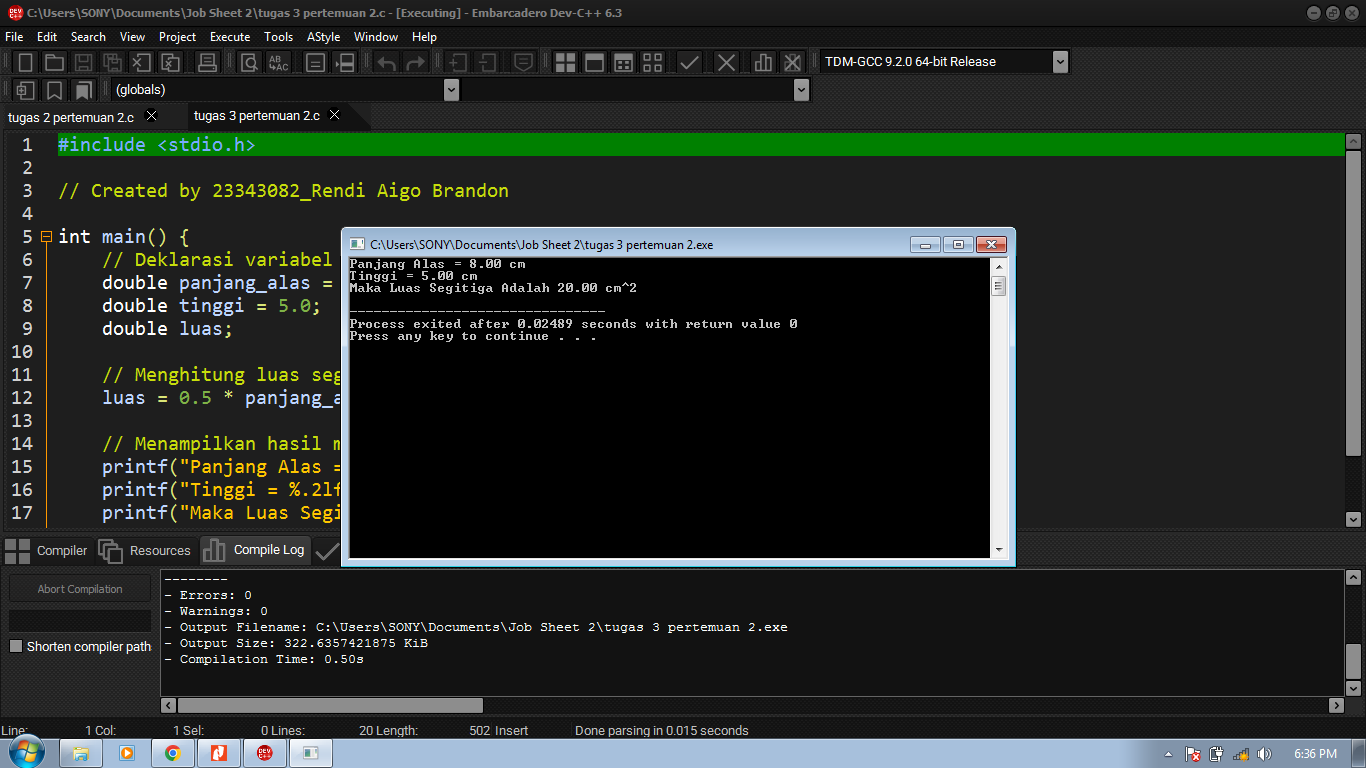 C:\Users\SONY\Documents\Job Sheet 2\tugas 3 pertemuan 2.c - [Executing] - Embarcadero Dev-C++ 6.3
File Edit Search View Project Execute Tools AStyle Window Help
TDM-GCC 9.2.0 64-bit Release
(globals)
tugas 2 pertemuan 2.c tugas 3 pertemuan 2.c
1 #include <stdio.h>
2
3 // Created by 23343082_Rendi Aigo Brandon
4
5 int main() {
6 // Deklarasi variabel
7 double panjang_alas =
8 double tinggi = 5.0;
9 double luas;
10
11 // Menghitung luas seg
12 luas = 0.5 * panjang_a
13
14 // Menampilkan hasil m
15 printf("Panjang Alas =
16 printf("Tinggi = %.2lf
17 printf("Maka Luas Segi
C:\Users\SONY\Documents\Job Sheet 2\tugas 3 pertemuan 2.exe
Panjang Alas = 8.00 cm
Tinggi = 5.00 cm
Maka Luas Segitiga Adalah 20.00 cm^2
--------------------------------
Process exited after 0.02489 seconds with return value 0
Press any key to continue . . .
Compiler Resources Compile Log
Abort Compilation
Shorten compiler path
--------
- Errors: 0
- Warnings: 0
- Output Filename: C:\Users\SONY\Documents\Job Sheet 2\tugas 3 pertemuan 2.exe
- Output Size: 322.6357421875 KiB
- Compilation Time: 0.50s
Line: 1 Col: 1 Sel: 0 Lines: 20 Length: 502 Insert Done parsing in 0.015 seconds
6:36 PM